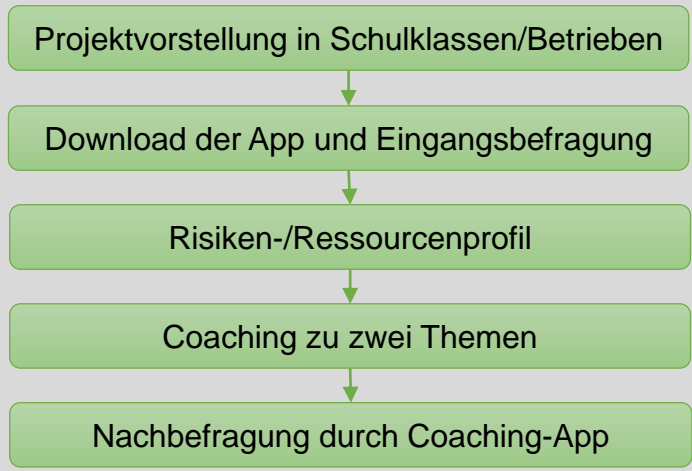 Projektvorstellung in Schulklassen/Betrieben
Download der App und Eingangsbefragung
Risiken-/Ressourcenprofil
Coaching zu zwei Themen
Nachbefragung durch Coaching-App